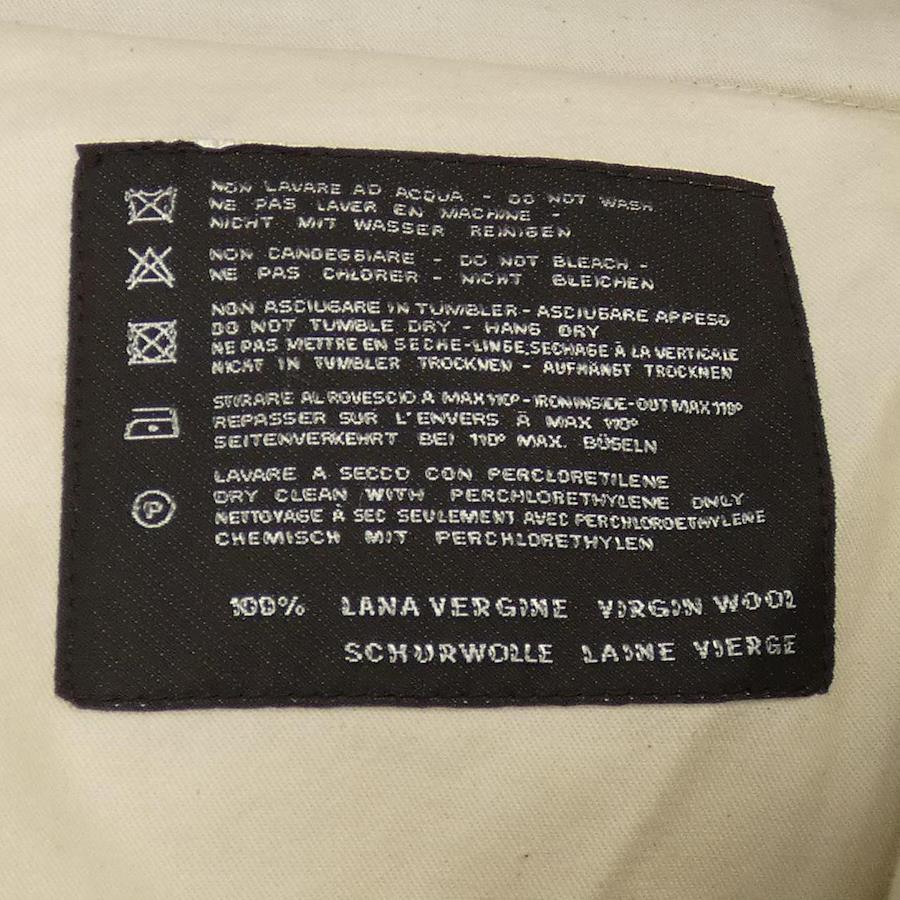 NON LAVARE AD ACQUA - DO NOT WASH
NE PAS LAVER EN MACHINE -
NICHT MIT WASSER REINIGEN
NON CANDEGGIARE - DO NOT BLEACH -
NE PAS CHLORER - NICHT BLEICHEN
NON ASCIUGARE IN TUMBLER - ASCIUGARE APPESO
DO NOT TUMBLE DRY - HANG DRY
NE PAS METTRE EN SECHE-LINGE, SECHAGE À LA VERTICALE
NICHT IN TUMBLER TROCKNEN - AUFHÄNGT TROCKNEN
STIRARE AL ROVESCIO A MAX 110° - IRON INSIDE-OUT MAX 110°
REPASSER SUR L'ENVERS À MAX 110°
SEITENVERKEHRT BEI 110° MAX. BÜGELN
P
LAVARE A SECCO CON PERCLORETILENE
DRY CLEAN WITH PERCHLORETHYLENE ONLY
NETTOYAGE À SEC SEULEMENT AVEC PERCHLOROETHYLENE
CHEMISCH MIT PERCHLORETHYLEN
100% LANA VERGINE VIRGIN WOOL
SCHURWOLLE LAINE VIERGE